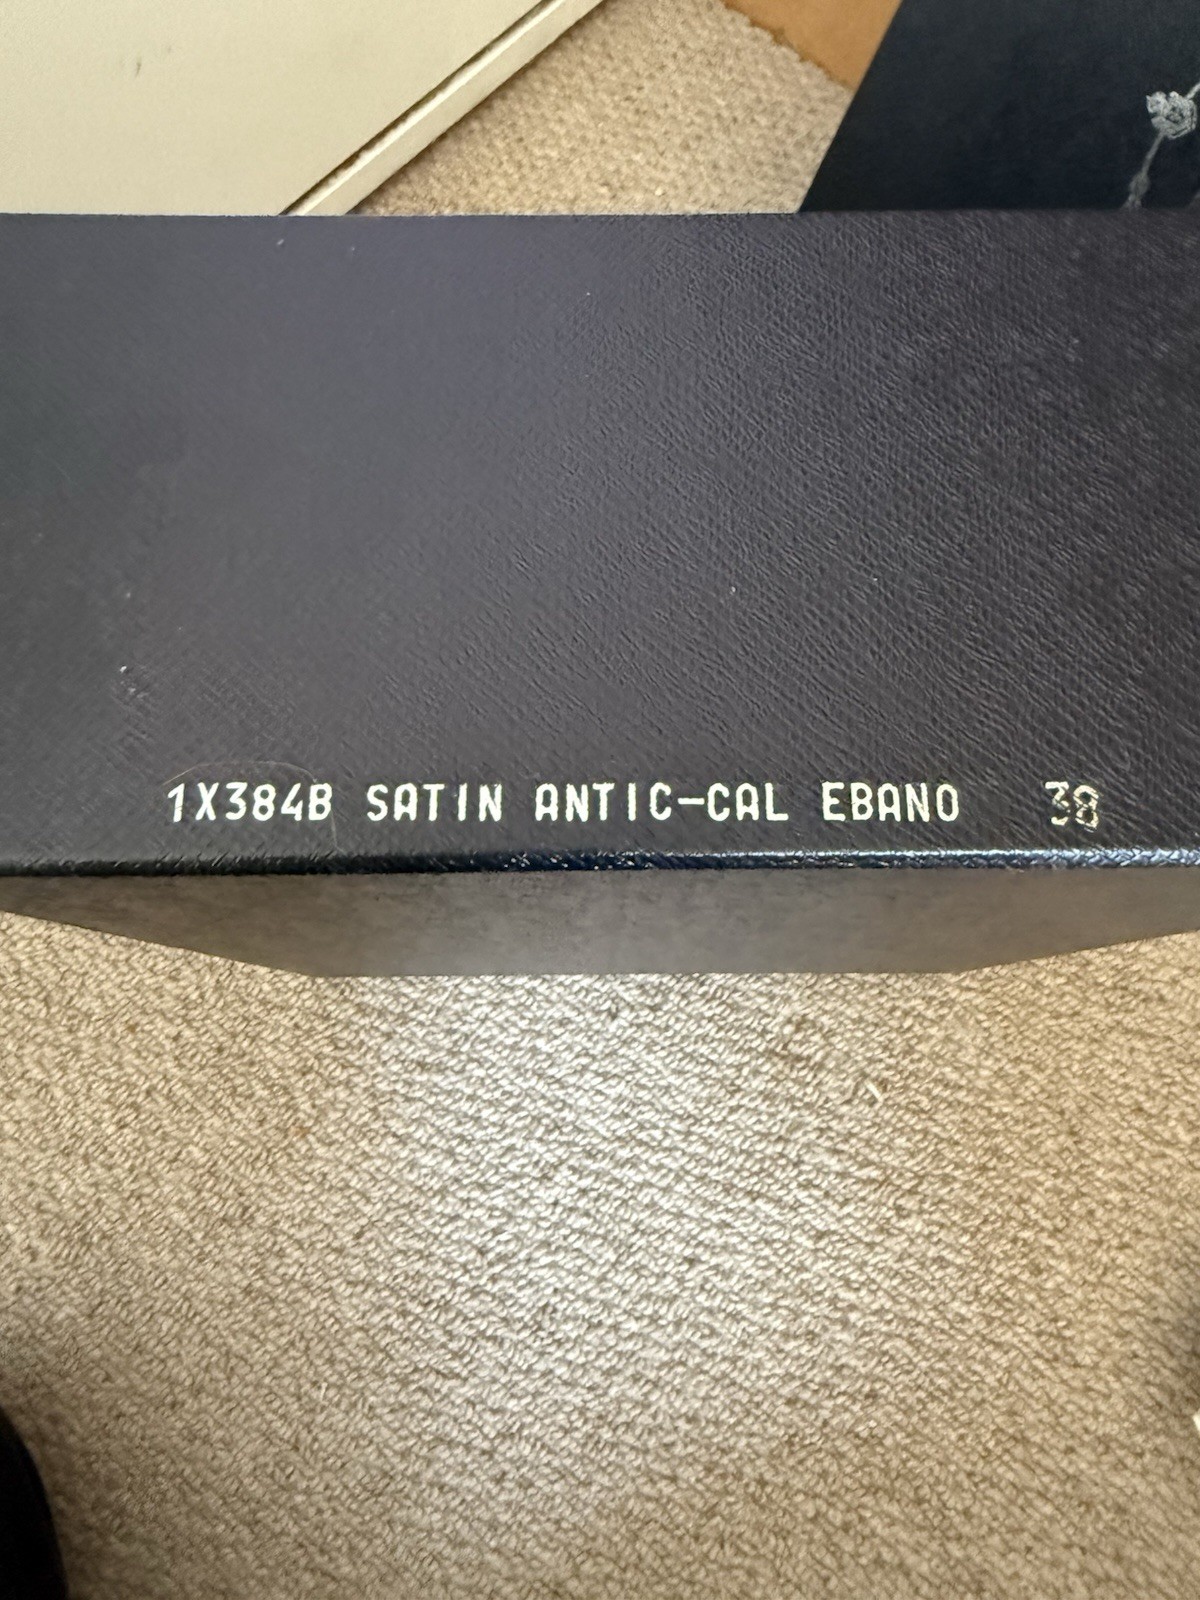 1X384B SATIN ANTIC-CAL EBANO 38